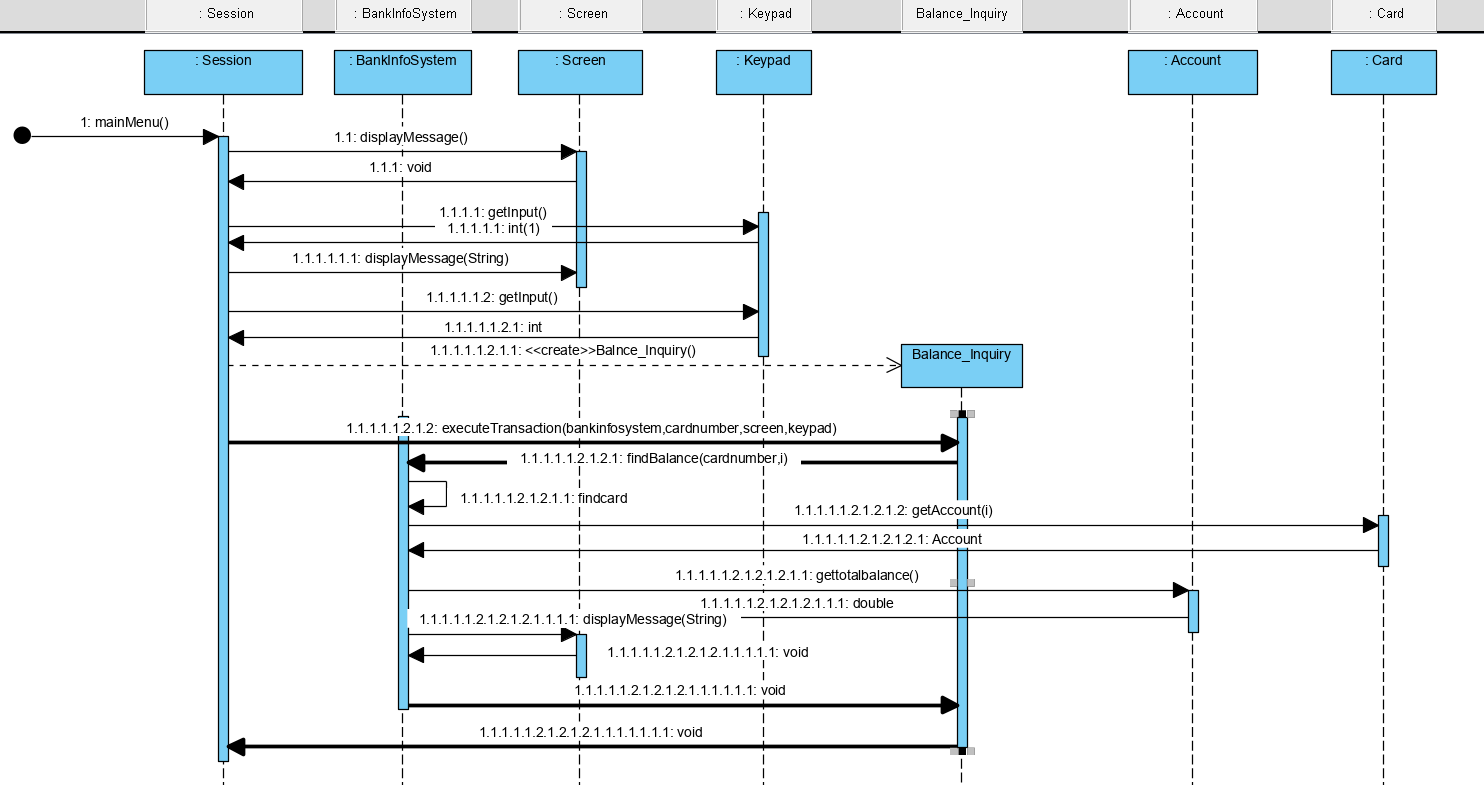 : Session
: BankInfoSystem
: Screen
: Keypad
Balance_Inquiry
: Account
: Card
: Session
: BankInfoSystem
: Screen
: Keypad
: Account
: Card
1: mainMenu()
1.1: displayMessage()
1.1.1: void
1.1.1.1: getInput()
1.1.1.1.1: int(1)
1.1.1.1.1.1: displayMessage(String)
1.1.1.1.1.2: getInput()
1.1.1.1.1.2.1: int
1.1.1.1.1.2.1.1: <<create>>Balnce_Inquiry()
Balance_Inquiry
1.1.1.1.1.2.1.2: executeTransaction(bankinfosystem,cardnumber,screen,keypad)
1.1.1.1.1.2.1.2.1: findBalance(cardnumber,i)
1.1.1.1.1.2.1.2.1.1: findcard
1.1.1.1.1.2.1.2.1.2: getAccount(i)
1.1.1.1.1.2.1.2.1.2.1: Account
1.1.1.1.1.2.1.2.1.2.1.1: gettotalbalance()
1.1.1.1.1.2.1.2.1.2.1.1.1: double
1.1.1.1.1.2.1.2.1.2.1.1.1.1: displayMessage(String)
1.1.1.1.1.2.1.2.1.2.1.1.1.1.1: void
1.1.1.1.1.2.1.2.1.2.1.1.1.1.1.1: void
1.1.1.1.1.2.1.2.1.2.1.1.1.1.1.1.1: void